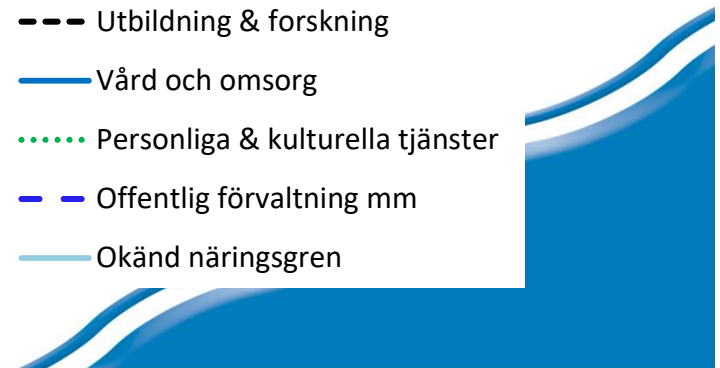 Utbildning & forskning
Vård och omsorg
Personliga & kulturella tjänster
Offentlig förvaltning mm
Okänd näringsgren